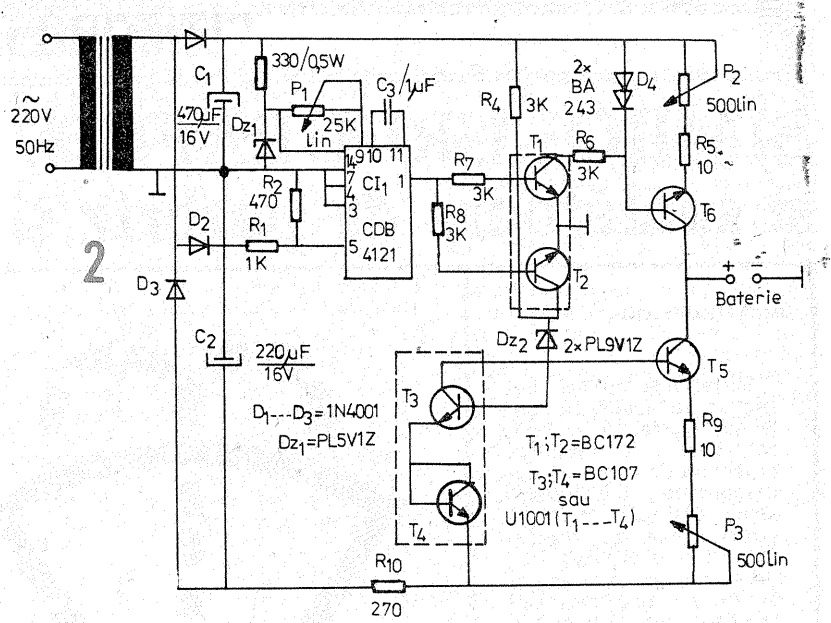 ~
220V
50Hz
C1
470µF
16V
330/0,5W
P1
25K
lin
Dz1
C3/1µF
14 9 10 11
7
4
3
5
1
CI1
CDB
4121
R2
470
D2
R1
1K
D3
2
R7
3K
R8
3K
R4
3K
T1
T2
R6
3K
2×
BA
243
D4
P2
500lin
R5
10
T6
+ -
Baterie
Dz2
2×PL9V1Z
T5
C2
220µF
16V
D1---D3=1N4001
Dz1=PL5V1Z
T3
T4
T1;T2=BC172
T3;T4=BC107
sau
U1001(T1---T4)
R9
10
P3
500lin
R10
270